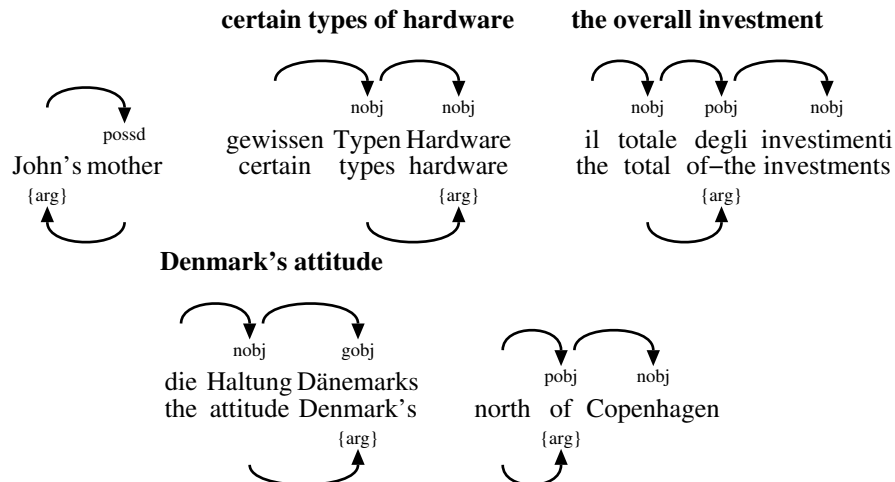 certain types of hardware
the overall investment
possd
John's mother
{arg}
nobj nobj
gewissen Typen Hardware
certain types hardware
{arg}
nobj pobj nobj
il totale degli investimenti
the total of−the investments
{arg}
Denmark's attitude
nobj gobj
die Haltung Dänemarks
the attitude Denmark's
{arg}
pobj nobj
north of Copenhagen
{arg}